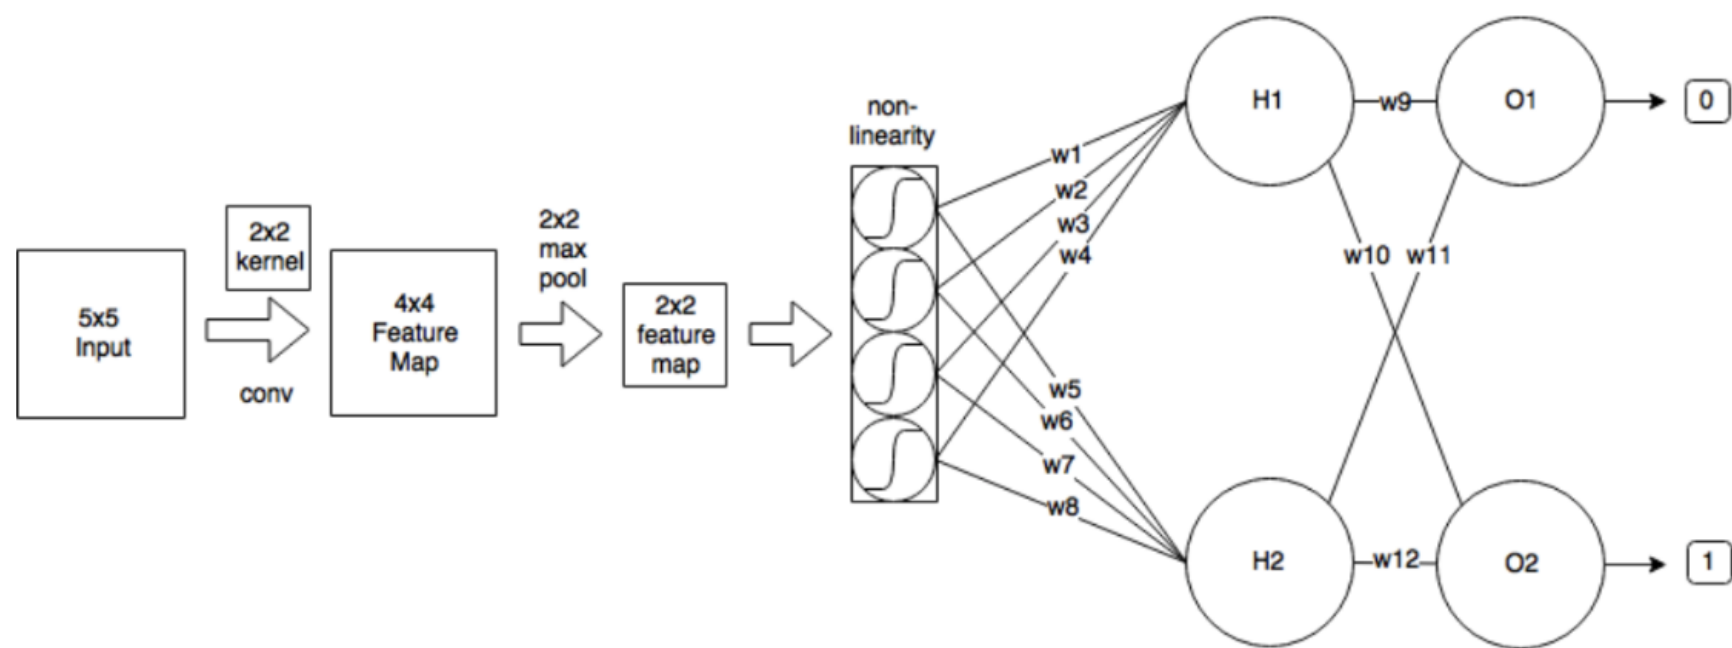 5x5
Input
2x2
kernel
conv
4x4
Feature
Map
2x2
max
pool
2x2
feature
map
non-
linearity
w1
w2
w3
w4
w5
w6
w7
w8
H1
w9
O1
0
w10
w11
H2
w12
O2
1